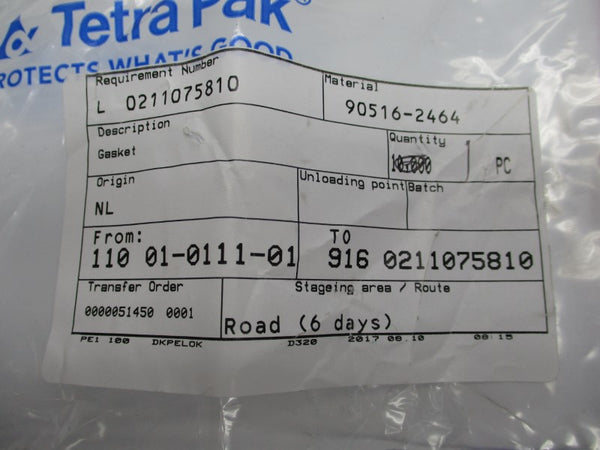 Tetra Pak®
PROTECTS WHAT'S GOOD
Requirement Number
L 0211075810
Material
90516-2464
Description
Gasket
Quantity
10.000
PC
Origin
NL
Unloading point
Batch
From:
110 01-0111-01
TO
916 0211075810
Transfer Order
0000051450 0001
Stageing area / Route
Road (6 days)
PE1 100 DKPELOK D320 2017 08.10 08:15